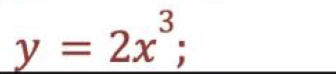 y = 2x³;